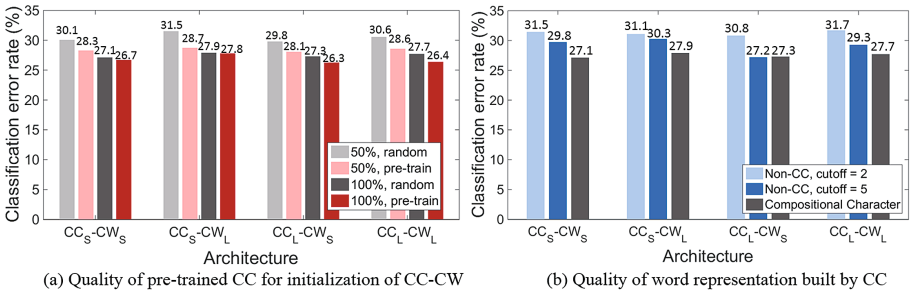 Classification error rate (%)
35
30
25
20
15
10
5
0
30.1 28.3 27.1 26.7
31.5 28.7 27.9 27.8
29.8 28.1 27.3 26.3
30.6 28.6 27.7 26.4
50%, random
50%, pre-train
100%, random
100%, pre-train
CCS-CWS CCS-CWL CCL-CWS CCL-CWL
Architecture
(a) Quality of pre-trained CC for initialization of CC-CW
Classification error rate (%)
35
30
25
20
15
10
5
0
31.5 29.8 27.1
31.1 30.3 27.9
30.8 27.2 27.3
31.7 29.3 27.7
Non-CC, cutoff = 2
Non-CC, cutoff = 5
Compositional Character
CCS-CWS CCS-CWL CCL-CWS CCL-CWL
Architecture
(b) Quality of word representation built by CC